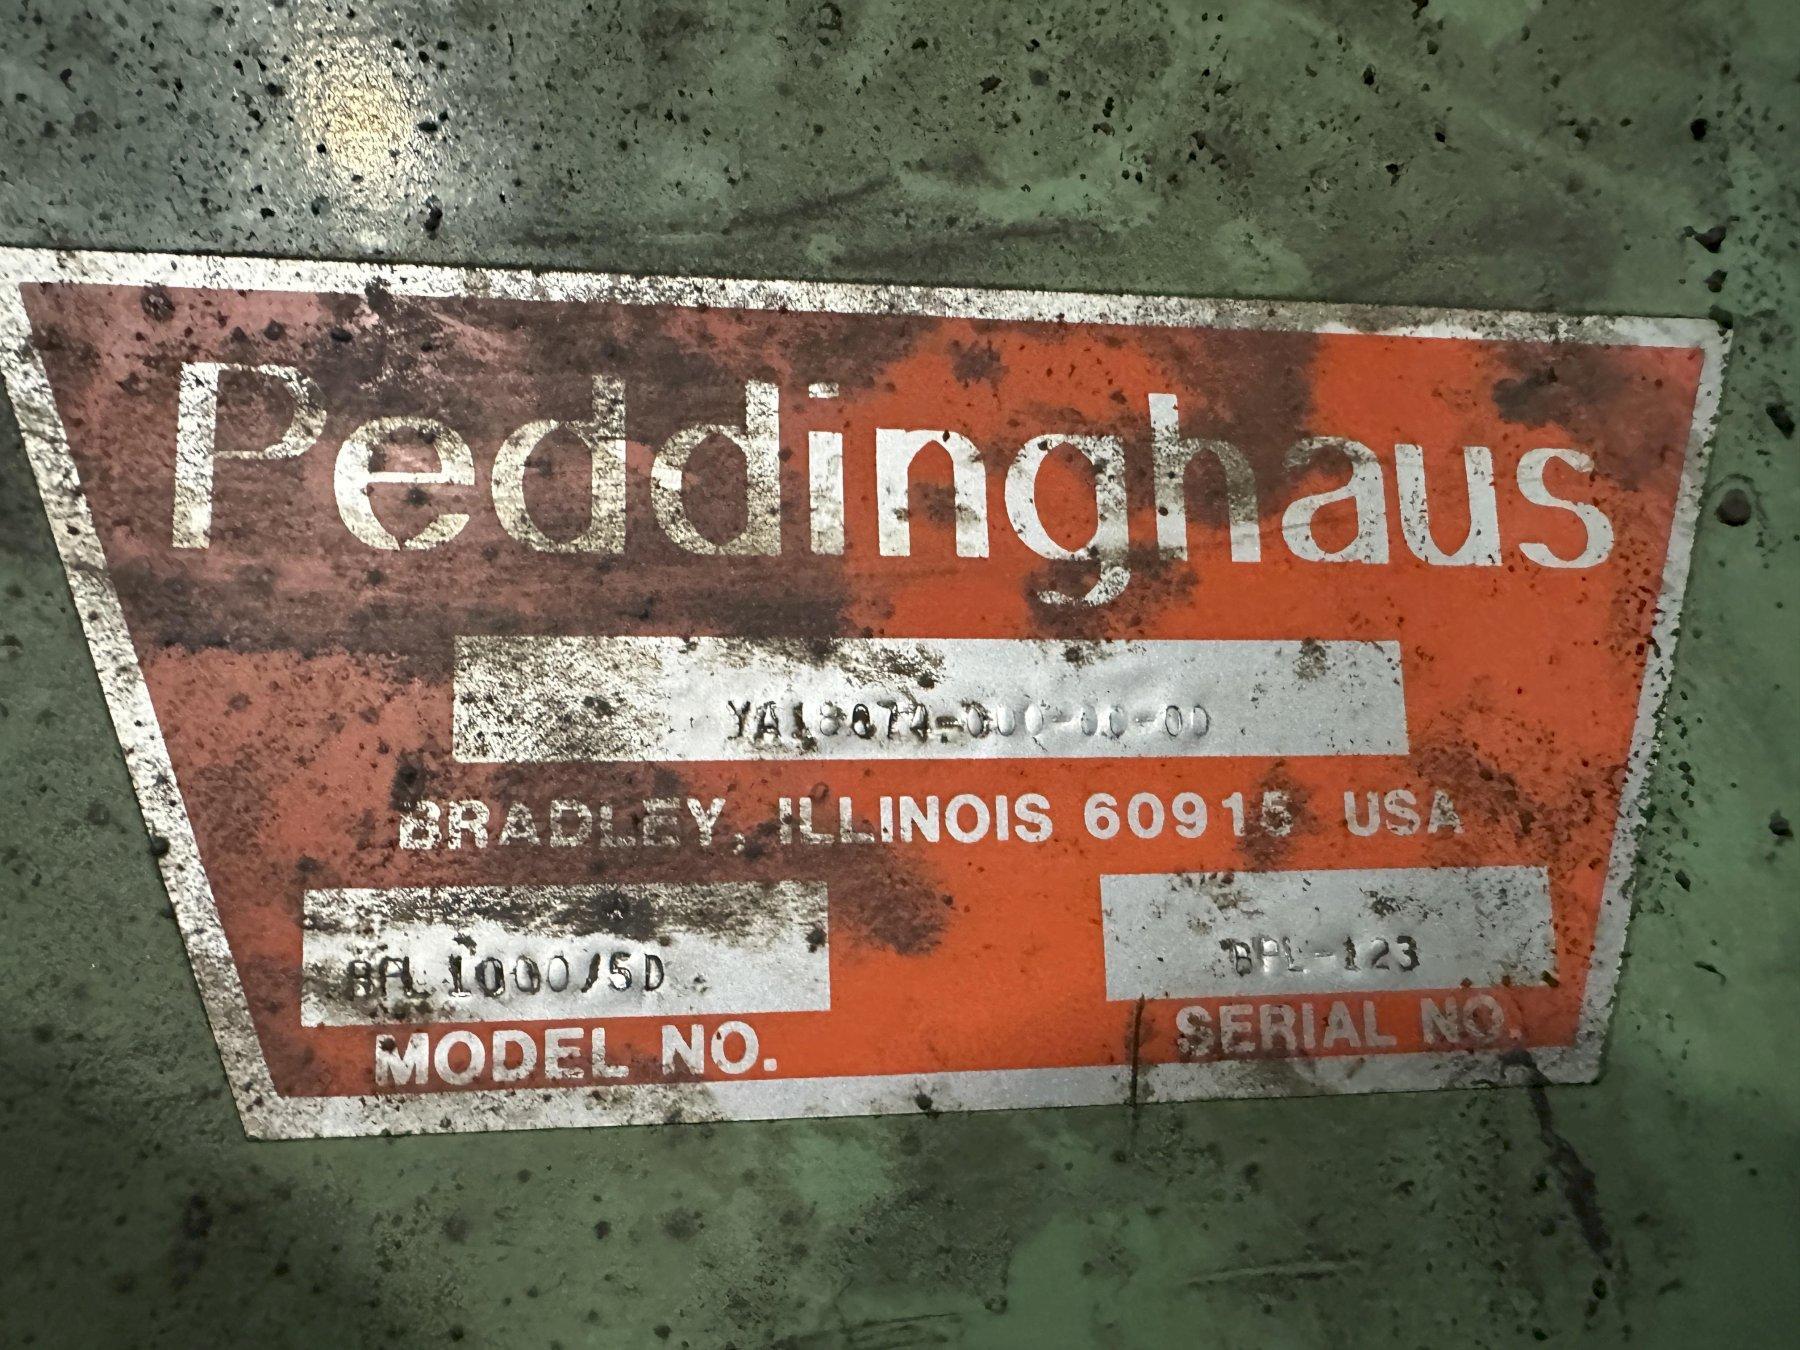 Peddinghaus
BRADLEY, ILLINOIS 60915 USA
BPL 1000/5D BPL-123
MODEL NO. SERIAL NO.